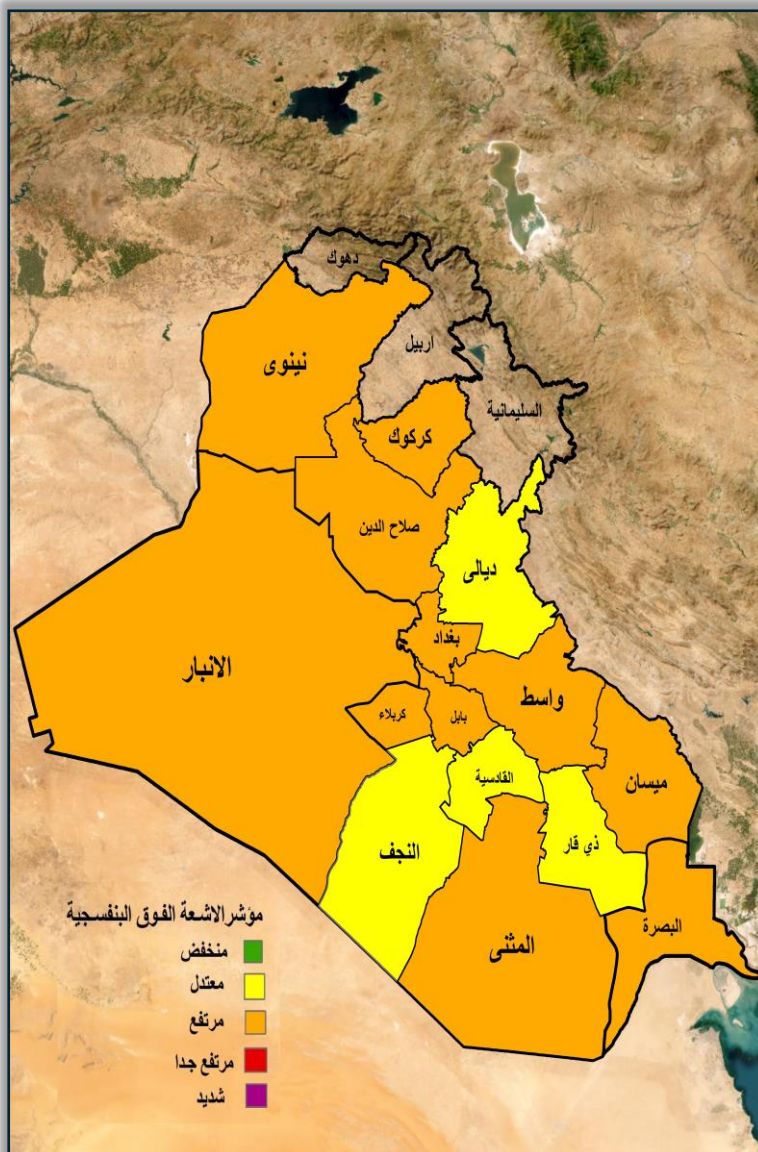 دهوك
نينوى
اربيل
السليمانية
كركوك
صلاح الدين
ديالى
بغداد
الانبار
واسط
كربلاء
بابل
القادسية
ميسان
النجف
ذي قار
المثنى
البصرة
مؤشرالاشعة الفوق البنفسجية
منخفض
معتدل
مرتفع
مرتفع جدا
شديد